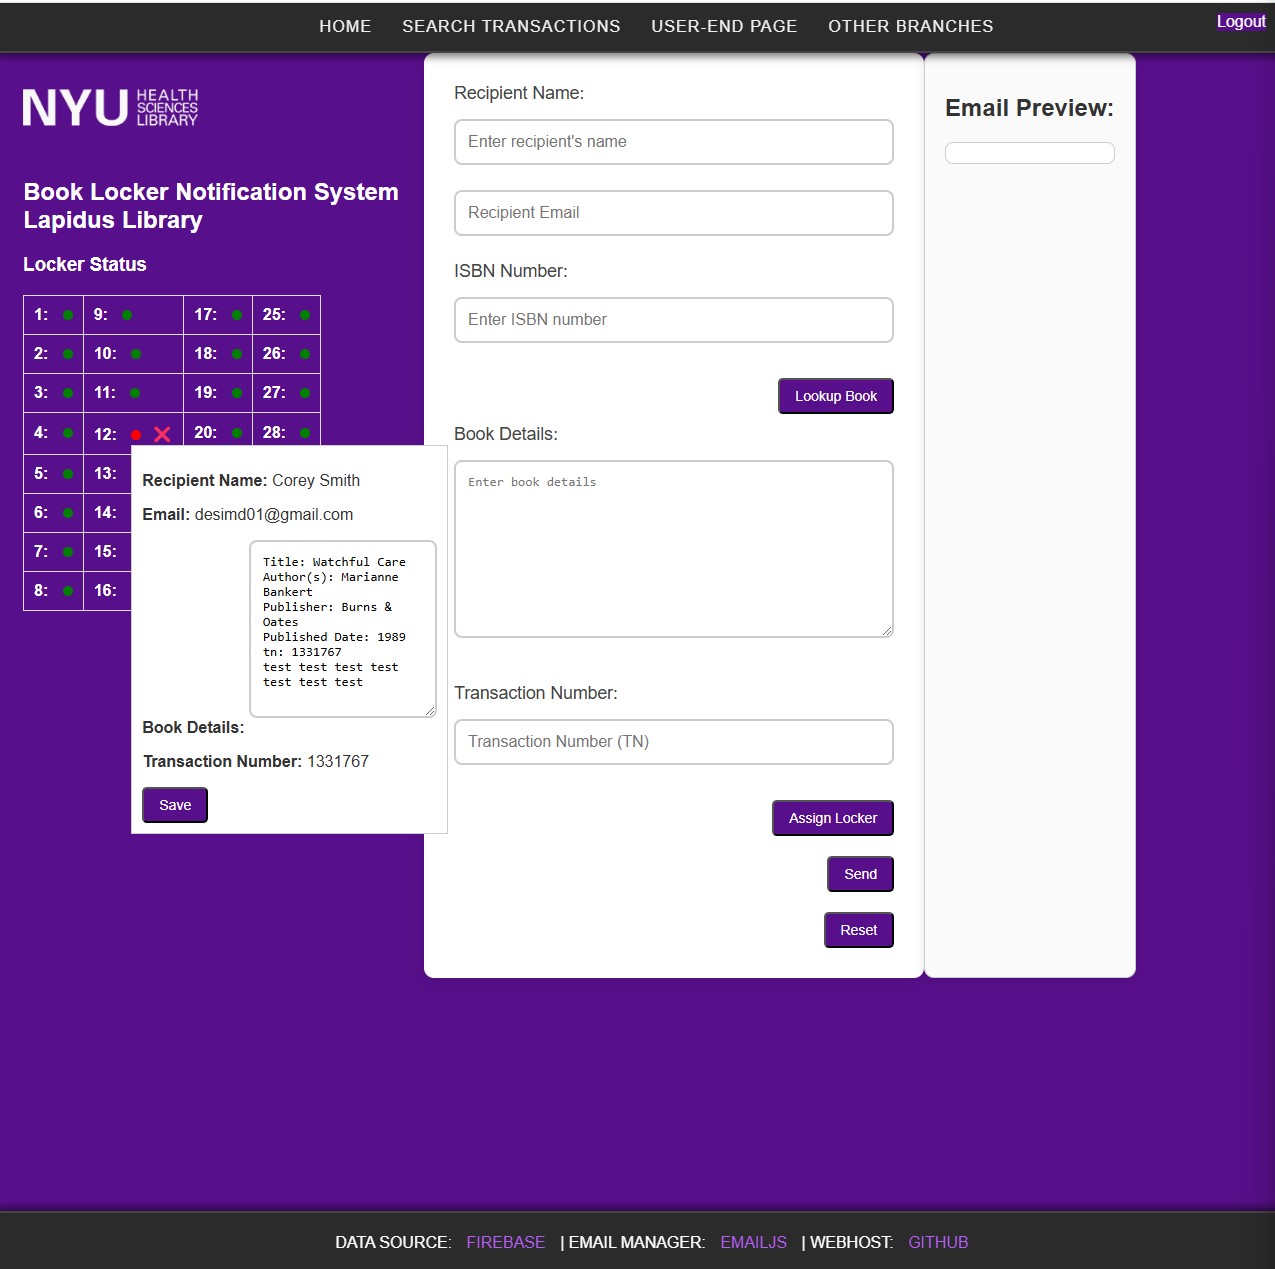 HOME SEARCH TRANSACTIONS USER-END PAGE OTHER BRANCHES Logout
NYU HEALTH SCIENCES LIBRARY
Book Locker Notification System
Lapidus Library
Locker Status
1: 9: 17: 25:
2: 10: 18: 26:
3: 11: 19: 27:
4: 12: 20: 28:
5: 13:
6: 14:
7: 15:
8: 16:
Recipient Name: Corey Smith
Email: desimd01@gmail.com
Title: Watchful Care
Author(s): Marianne
Bankert
Publisher: Burns &
Oates
Published Date: 1989
tn: 1331767
test test test test
test test test
Book Details:
Transaction Number: 1331767
Save
Recipient Name:
Enter recipient's name
Recipient Email
ISBN Number:
Enter ISBN number
Lookup Book
Book Details:
Enter book details
Transaction Number:
Transaction Number (TN)
Assign Locker
Send
Reset
Email Preview:
DATA SOURCE: FIREBASE | EMAIL MANAGER: EMAILJS | WEBHOST: GITHUB